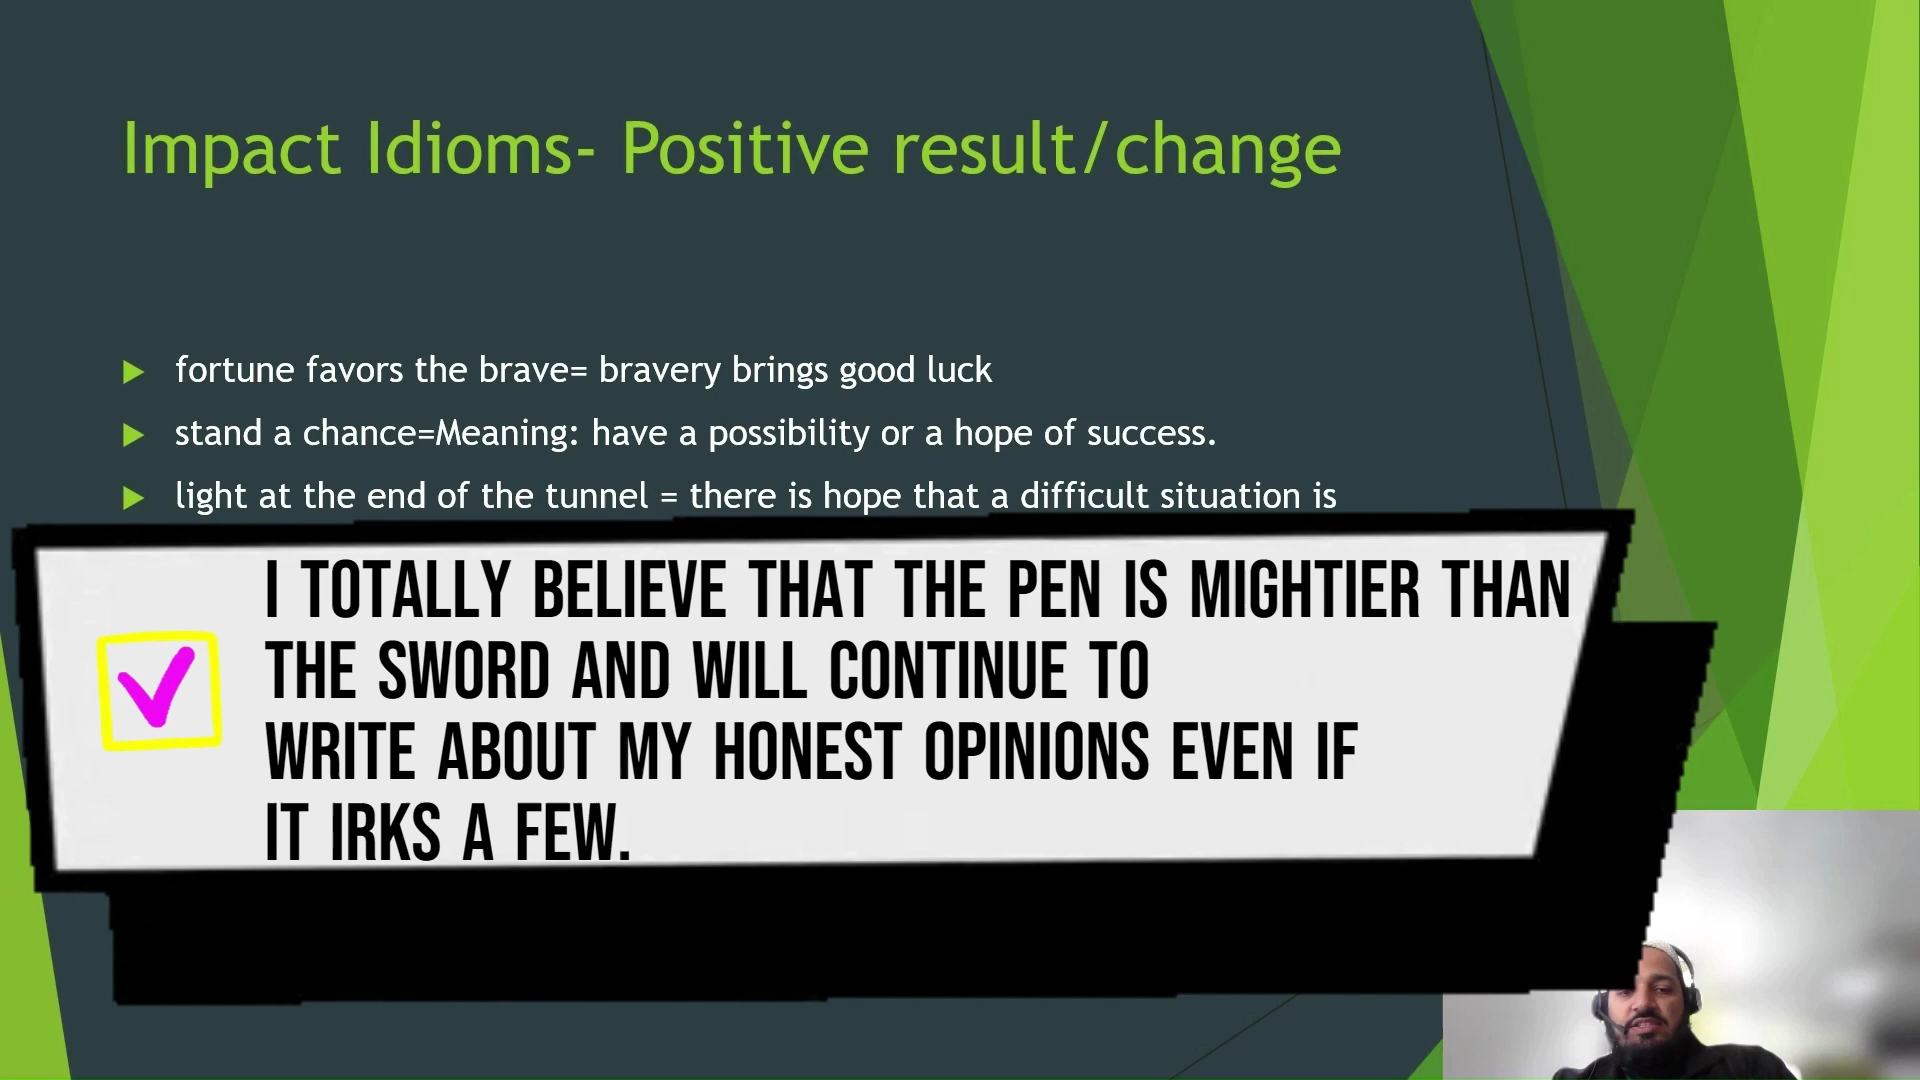 Impact Idioms- Positive result/change
fortune favors the brave= bravery brings good luck
stand a chance=Meaning: have a possibility or a hope of success.
light at the end of the tunnel = there is hope that a difficult situation is
I TOTALLY BELIEVE THAT THE PEN IS MIGHTIER THAN
THE SWORD AND WILL CONTINUE TO
WRITE ABOUT MY HONEST OPINIONS EVEN IF
IT IRKS A FEW.